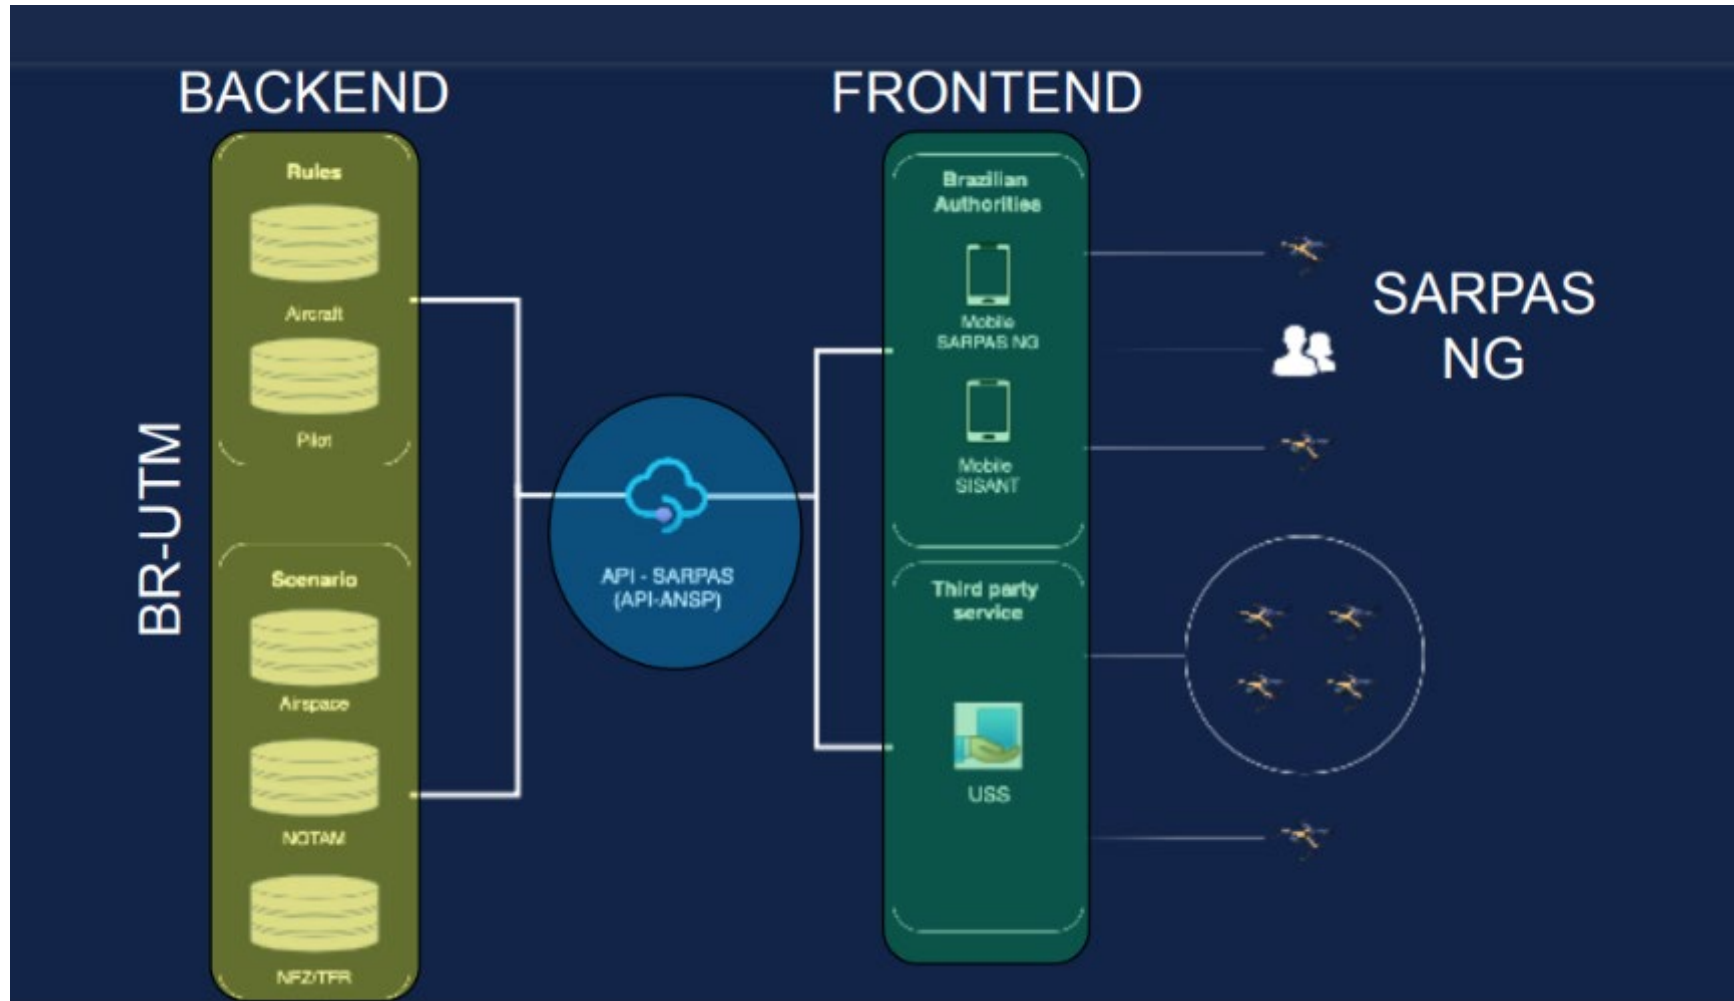 BACKEND
FRONTEND
BR-UTM
Rules
Aircraft
Pilot
Scenario
Airspace
NOTAM
NFZ/TFR
API - SARPAS
(API-ANSP)
Brazilian
Authorities
Mobile
SARPAS NG
Mobile
SISANT
Third party
service
USS
SARPAS
NG